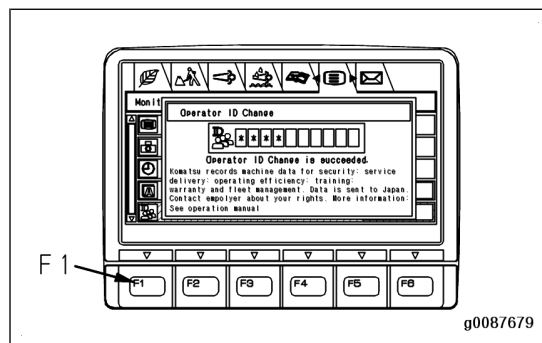 Monit
Operator ID Change
ID * * * *
Operator ID Change is succeeded.
Komatsu records machine data for security: service
delivery: operating efficiency: training:
warranty and fleet management. Data is sent to Japan.
Contact empolyer about your rights. More information:
See operation manual
ID
F1
F1 F2 F3 F4 F5 F6
g0087679